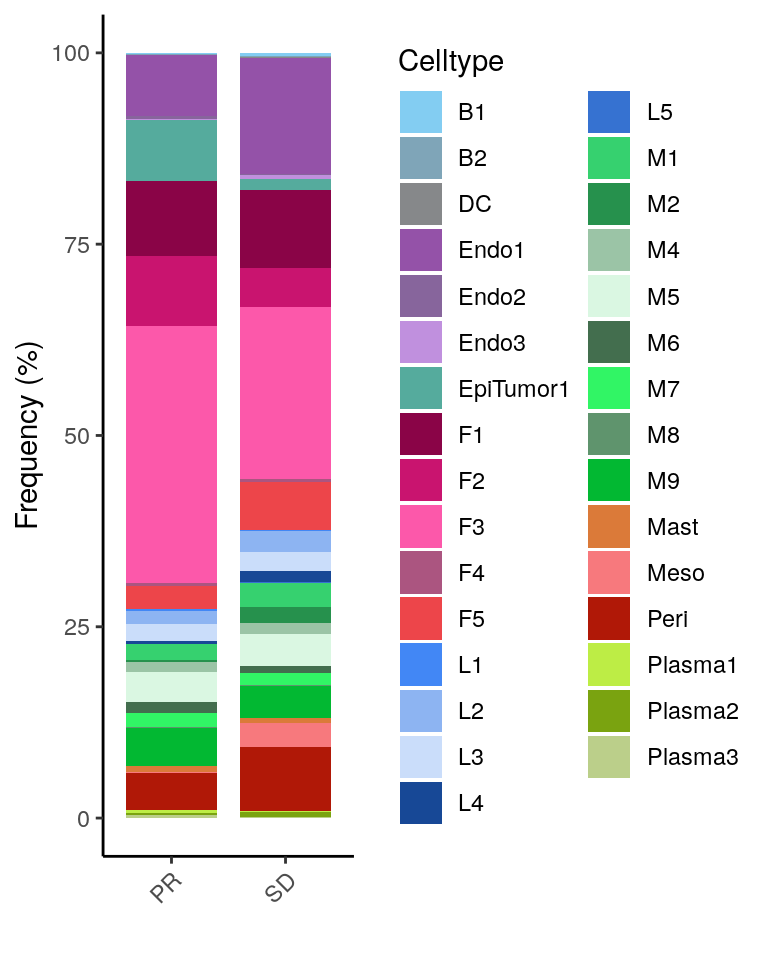 Frequency (%)
100
75
50
25
0
PR
SD
Celltype
B1
B2
DC
Endo1
Endo2
Endo3
EpiTumor1
F1
F2
F3
F4
F5
L1
L2
L3
L4
L5
M1
M2
M4
M5
M6
M7
M8
M9
Mast
Meso
Peri
Plasma1
Plasma2
Plasma3